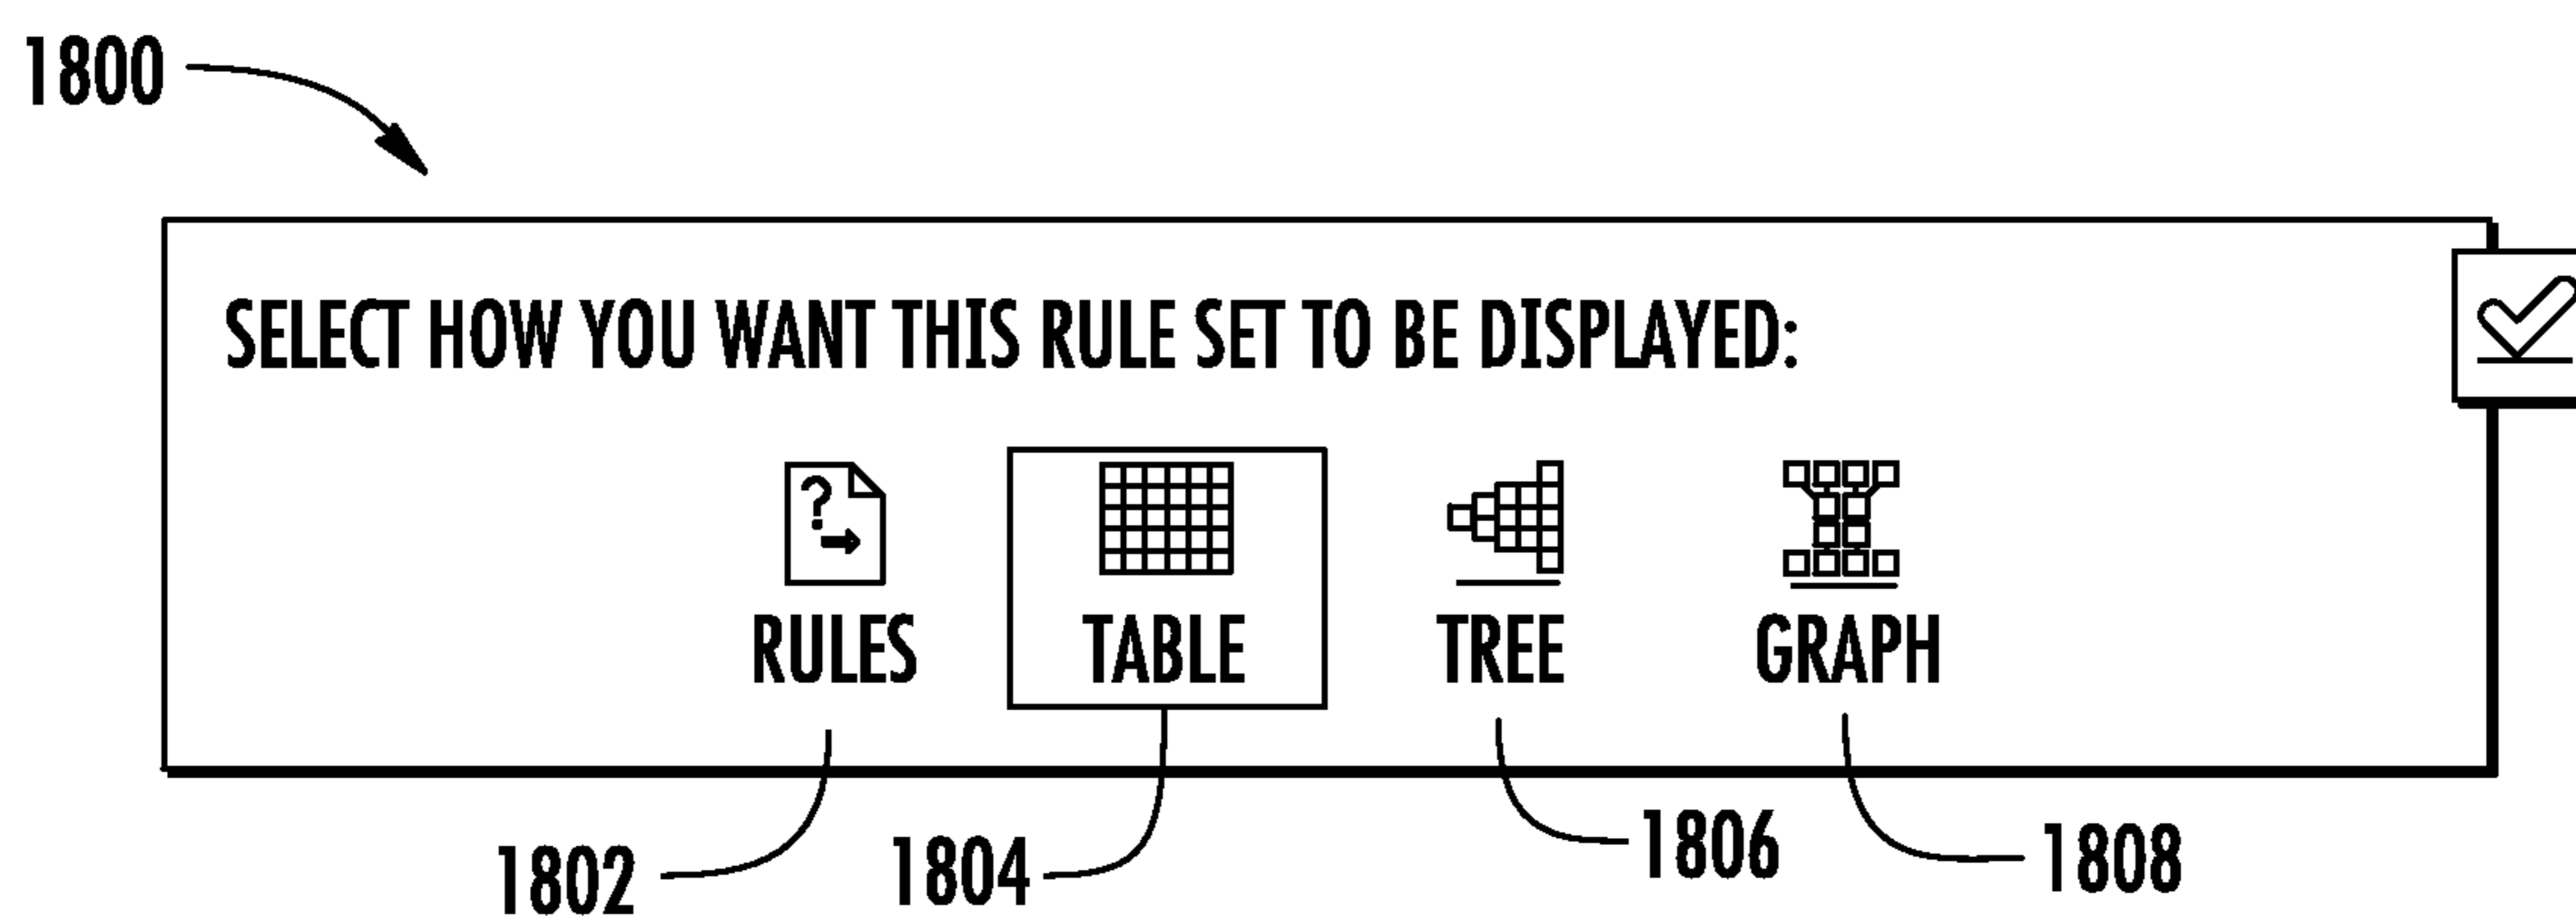 1800
SELECT HOW YOU WANT THIS RULE SET TO BE DISPLAYED:
?
RULES TABLE TREE GRAPH
1802 1804 1806 1808